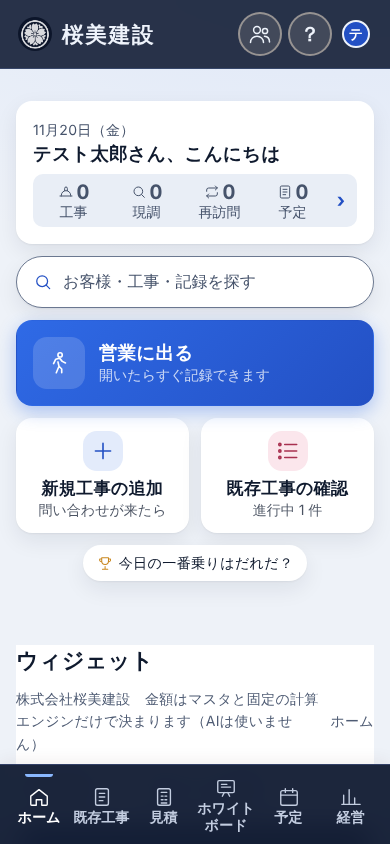 桜美建設
?
テ
11月20日（金）
テスト太郎さん、こんにちは
0 0 0 0
工事 現調 再訪問 予定
›
お客様・工事・記録を探す
営業に出る
開いたらすぐ記録できます
新規工事の追加 既存工事の確認
問い合わせが来たら 進行中 1 件
今日の一番乗りはだれだ？
ウィジェット
株式会社桜美建設　金額はマスタと固定の計算
エンジンだけで決まります（AIは使いませ ホーム
ん）
ホーム 既存工事 見積 ホワイト 予定 経営
ボード